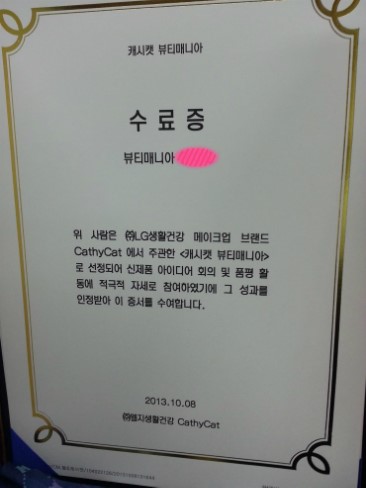 캐시캣 뷰티매니아
수 료 증
뷰티매니아
위 사람은 ㈜LG생활건강 메이크업 브랜드
CathyCat 에서 주관한 <캐시캣 뷰티매니아>
로 선정되어 신제품 아이디어 회의 및 품평 활
동에 적극적 자세로 참여하였기에 그 성과를
인정받아 이 증서를 수여합니다.
2013.10.08
㈜엘지생활건강 CathyCat